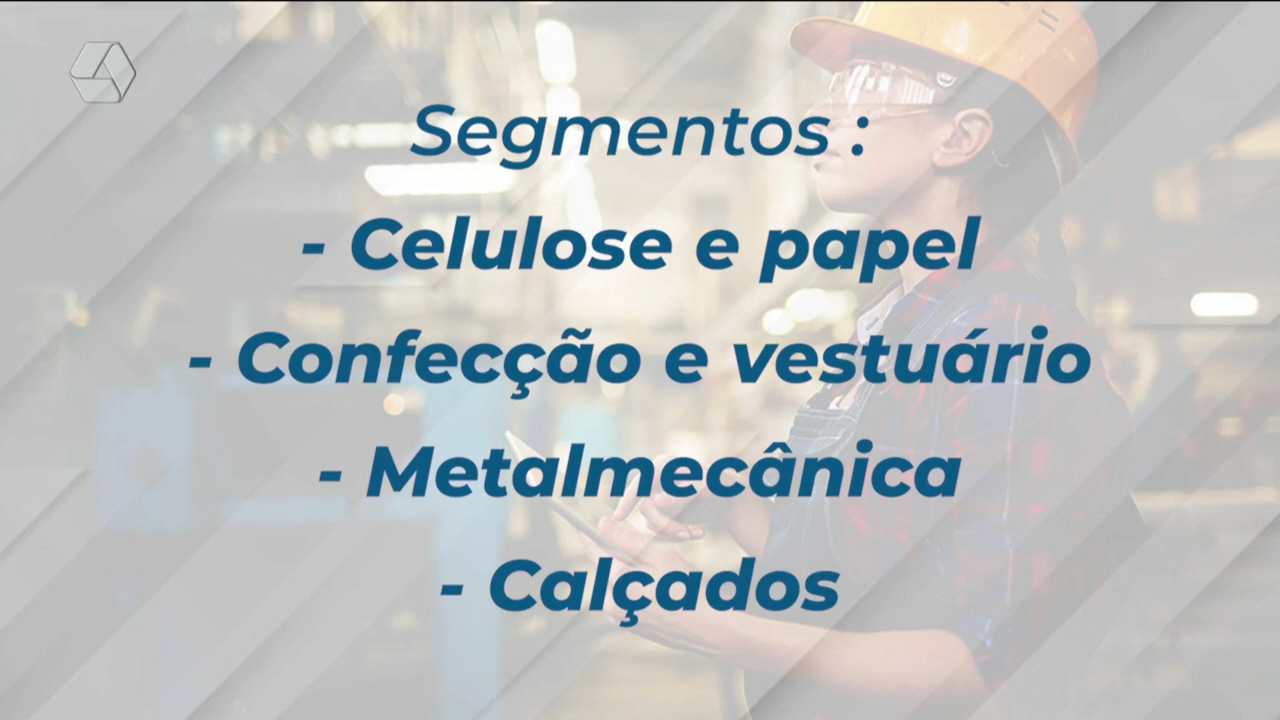 Segmentos :
- Celulose e papel
- Confecção e vestuário
- Metalmecânica
- Calçados